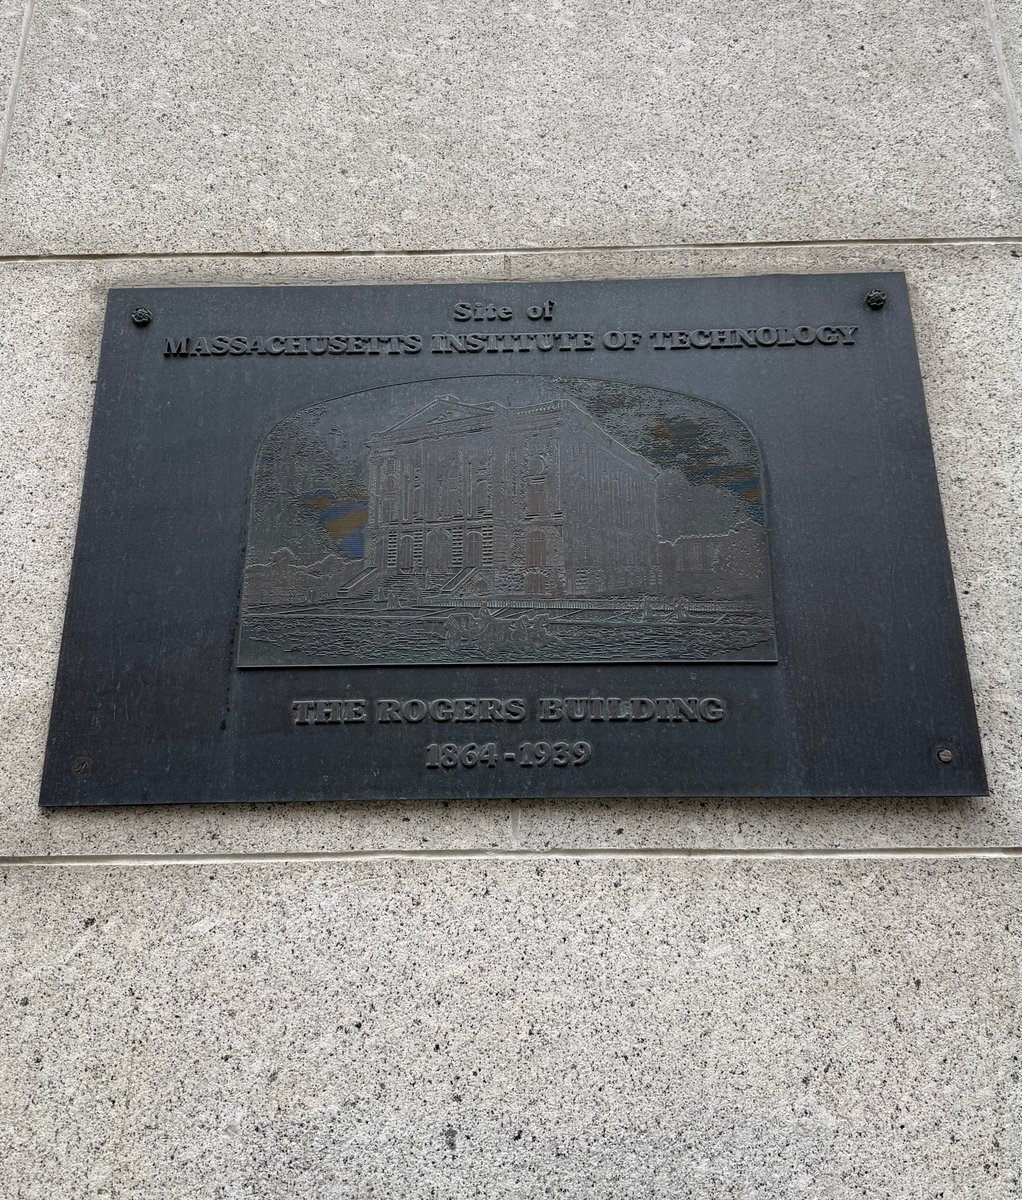 Site of
MASSACHUSETTS INSTITUTE OF TECHNOLOGY
THE ROGERS BUILDING
1864-1939